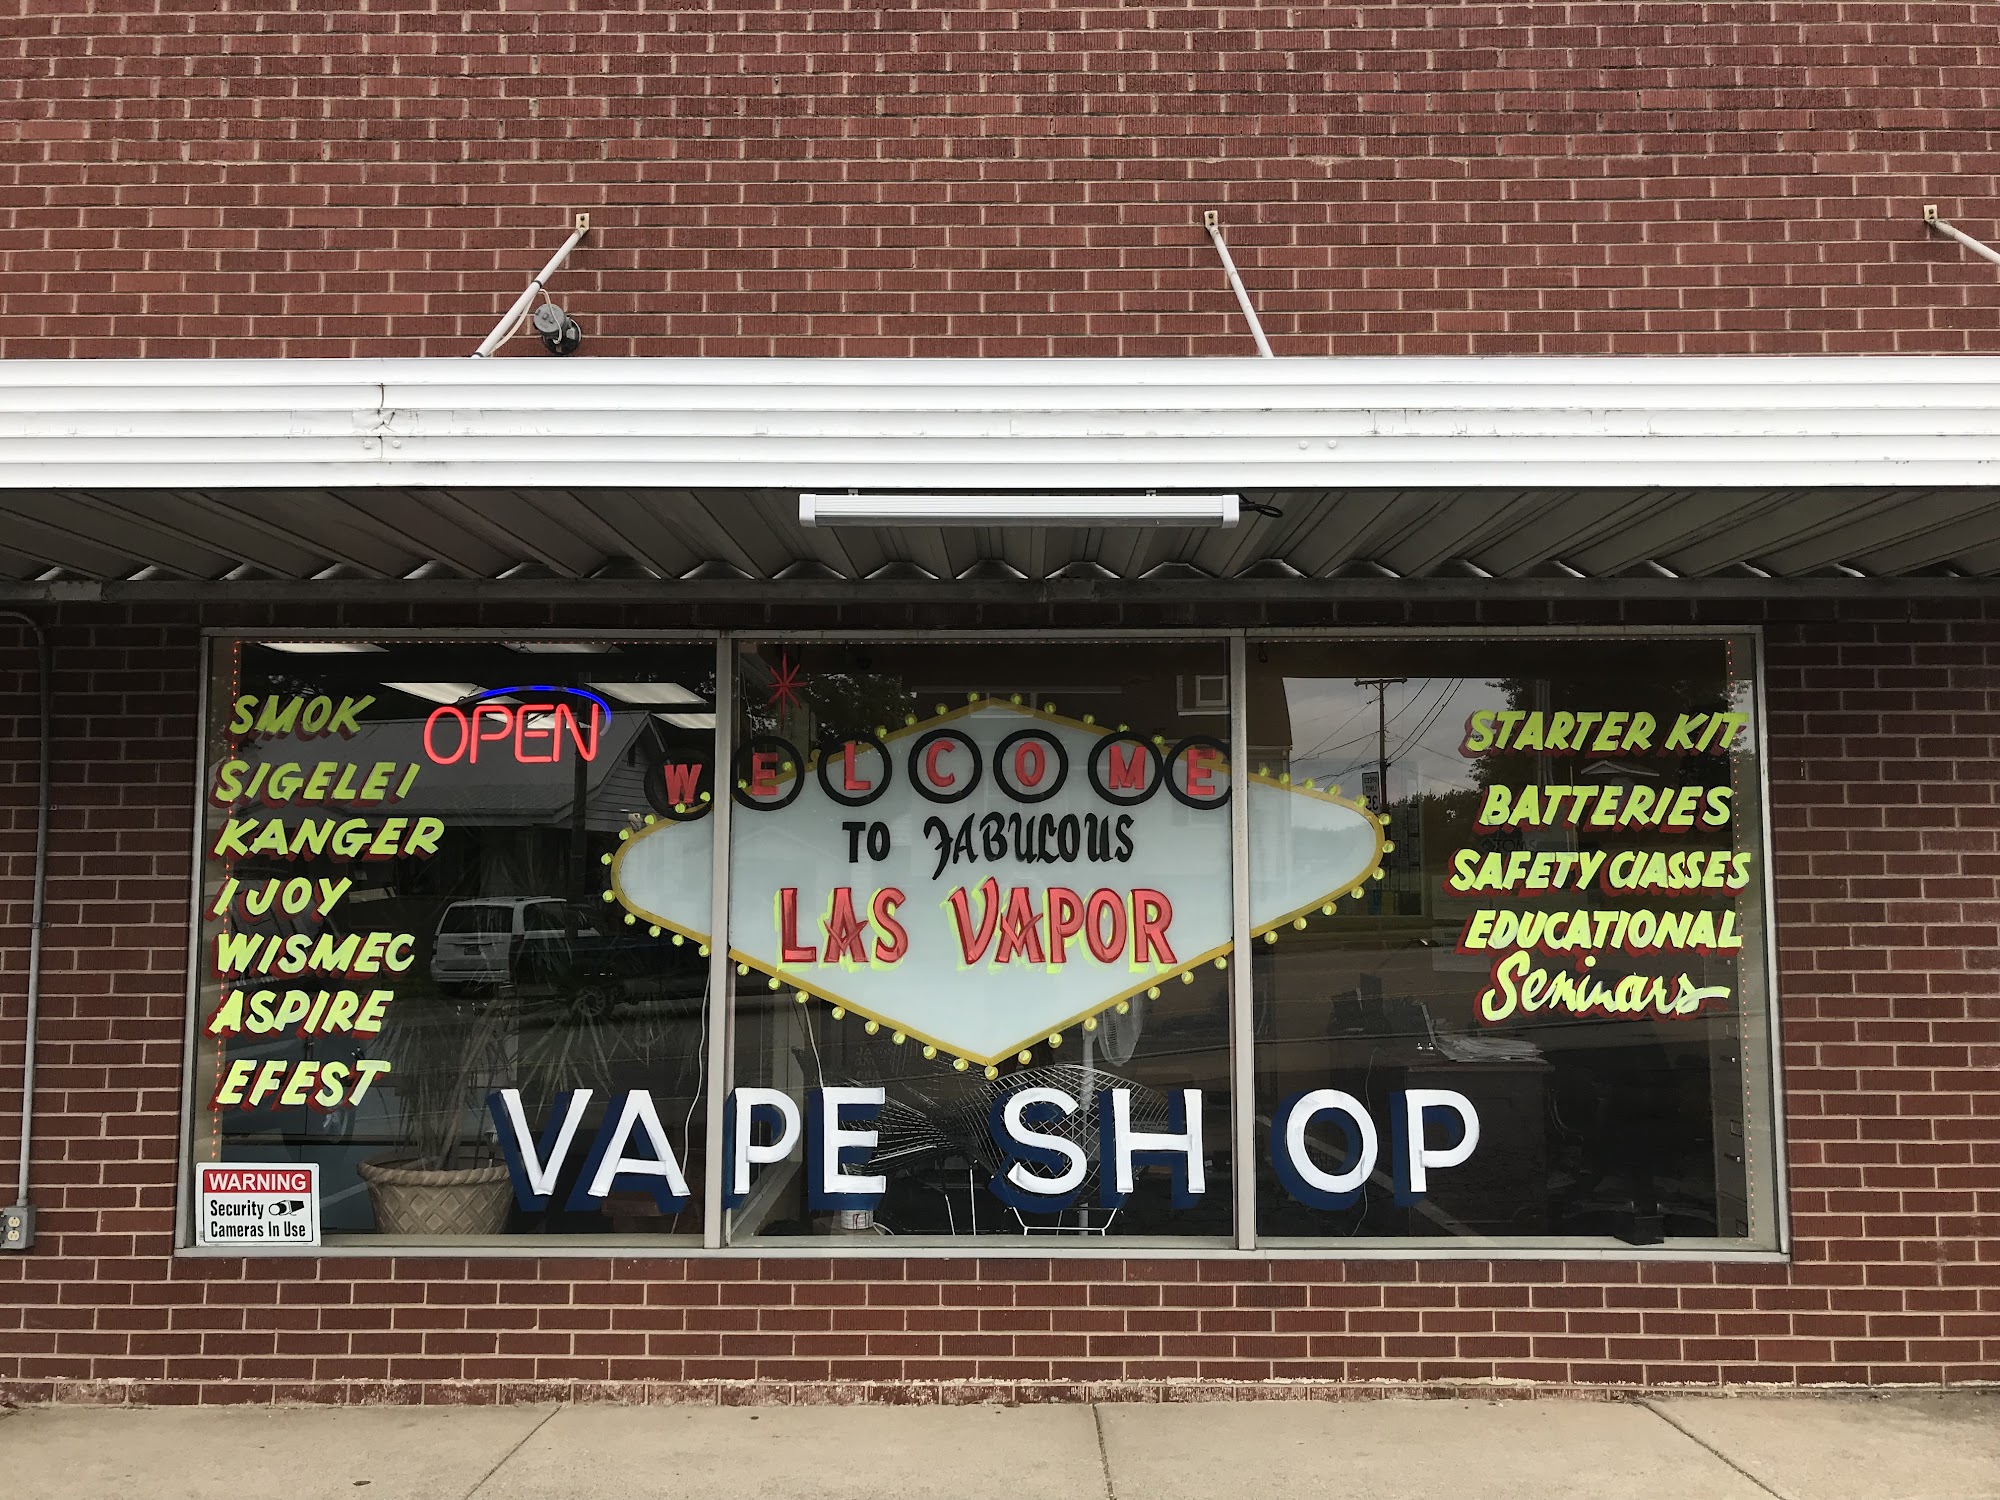 SMOK
SIGELEI
KANGER
IJOY
WISMEC
ASPIRE
EFEST
OPEN
WELCOME
TO FABULOUS
LAS VAPOR
STARTER KIT
BATTERIES
SAFETY CLASSES
EDUCATIONAL
Seminars
VAPE SHOP
WARNING
Security
Cameras In Use